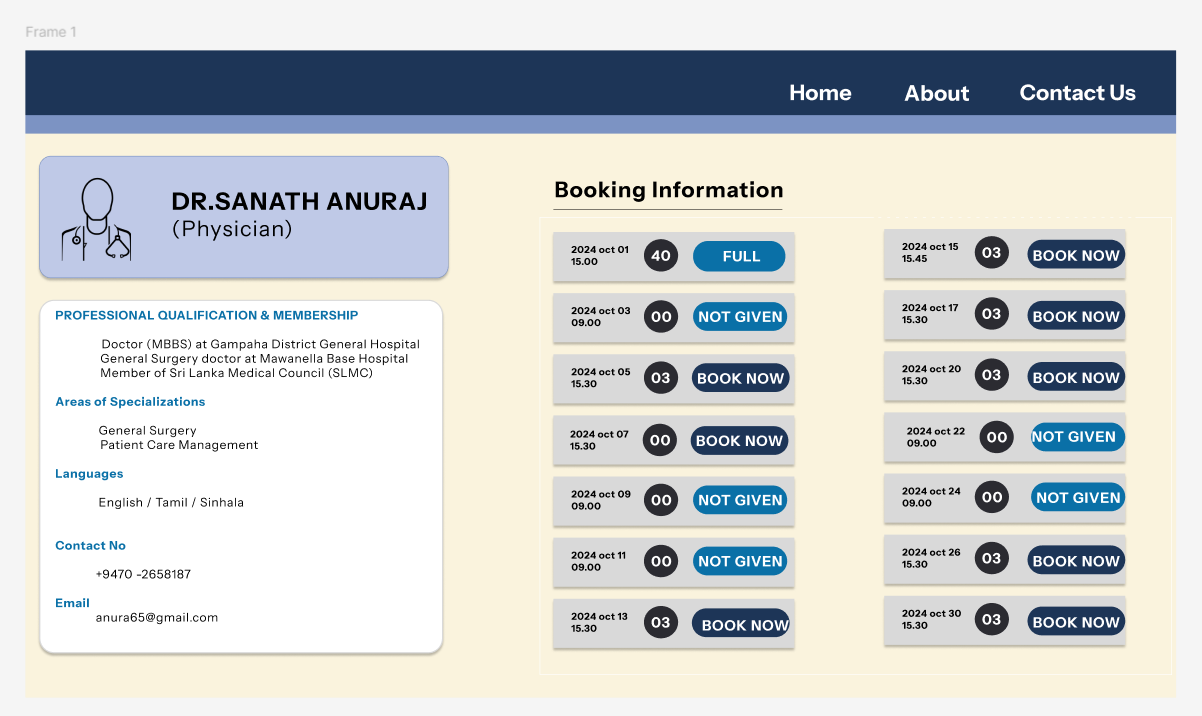 Frame 1
Home About Contact Us
DR.SANATH ANURAJ
(Physician)
PROFESSIONAL QUALIFICATION & MEMBERSHIP
Doctor (MBBS) at Gampaha District General Hospital
General Surgery doctor at Mawanella Base Hospital
Member of Sri Lanka Medical Council (SLMC)
Areas of Specializations
General Surgery
Patient Care Management
Languages
English / Tamil / Sinhala
Contact No
+9470 -2658187
Email
anura65@gmail.com
Booking Information
2024 oct 01
15.00
40
FULL
2024 oct 03
09.00
00
NOT GIVEN
2024 oct 05
15.30
03
BOOK NOW
2024 oct 07
15.30
00
BOOK NOW
2024 oct 09
09.00
00
NOT GIVEN
2024 oct 11
09.00
00
NOT GIVEN
2024 oct 13
15.30
03
BOOK NOW
2024 oct 15
15.45
03
BOOK NOW
2024 oct 17
15.30
03
BOOK NOW
2024 oct 20
15.30
03
BOOK NOW
2024 oct 22
09.00
00
NOT GIVEN
2024 oct 24
09.00
00
NOT GIVEN
2024 oct 26
15.30
03
BOOK NOW
2024 oct 30
15.30
03
BOOK NOW